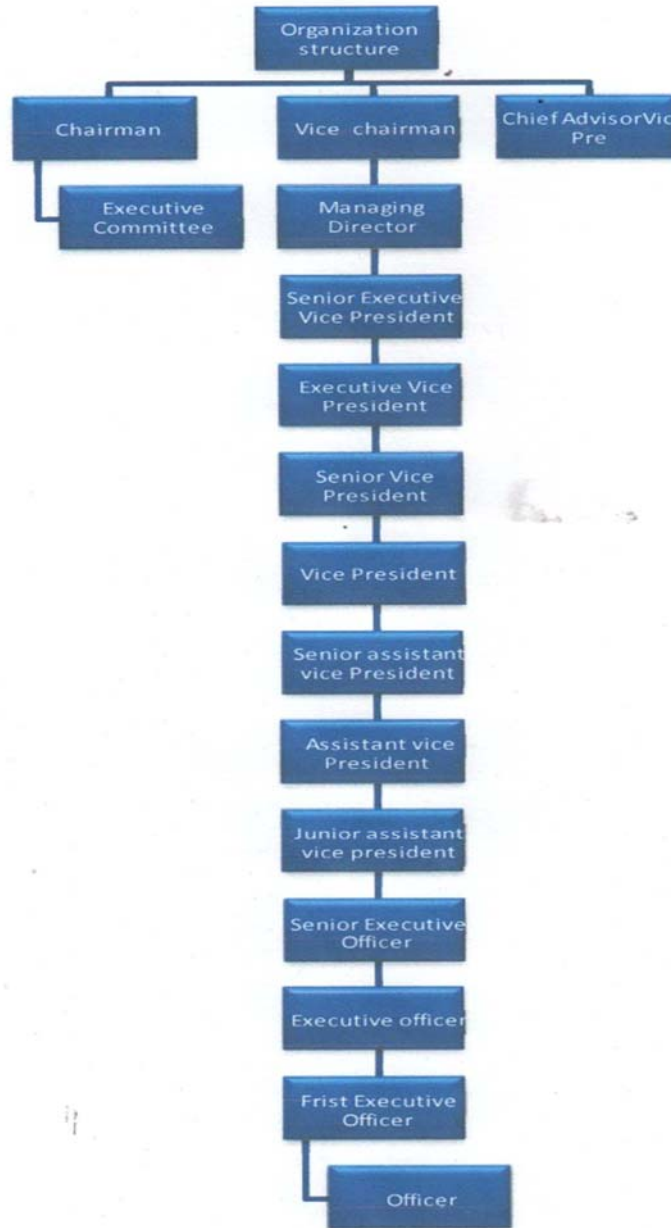 Organization
structure
Chairman
Vice chairman
Chief AdvisorVic
Pre
Executive
Committee
Managing
Director
Senior Executive
Vice President
Executive Vice
President
Senior Vice
President
Vice President
Senior assistant
vice President
Assistant vice
President
Junior assistant
vice president
Senior Executive
Officer
Executive officer
Frist Executive
Officer
Officer